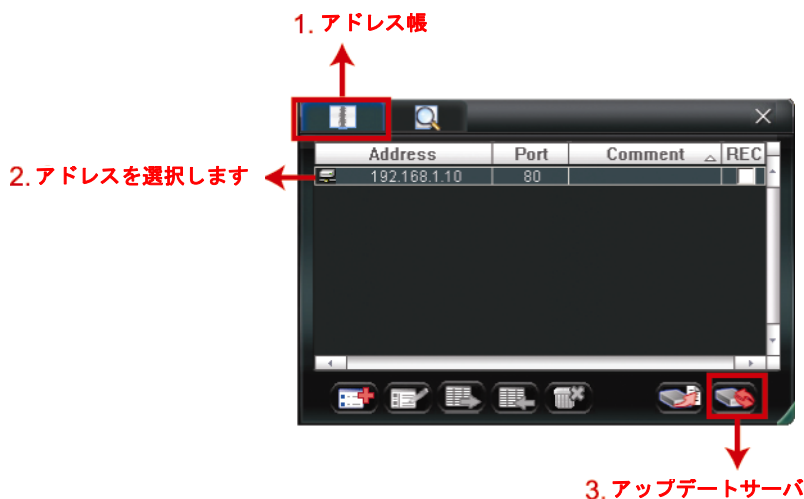 1. アドレス帳
Address Port Comment REC
2. アドレスを選択します
192.168.1.10 80
3. アップデートサーバ